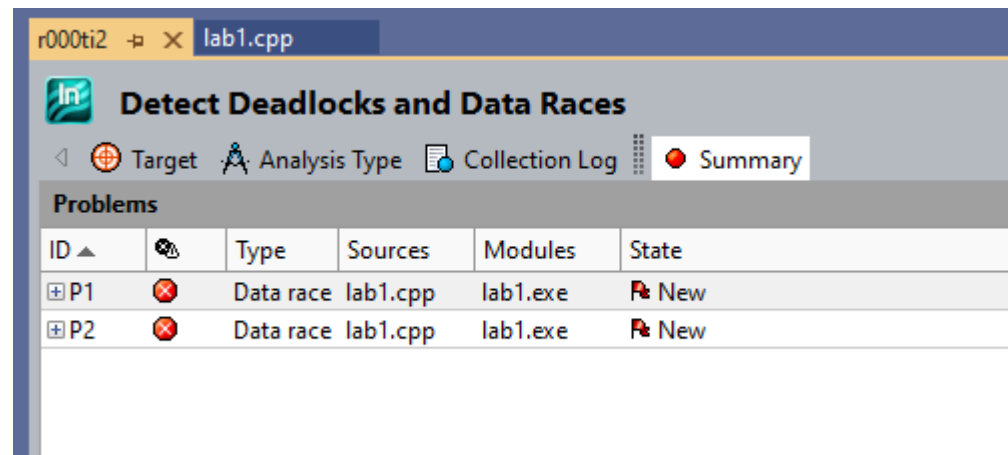 r000ti2 lab1.cpp
In
Detect Deadlocks and Data Races
Target Analysis Type Collection Log Summary
Problems
ID Type Sources Modules State
P1 Data race lab1.cpp lab1.exe New
P2 Data race lab1.cpp lab1.exe New